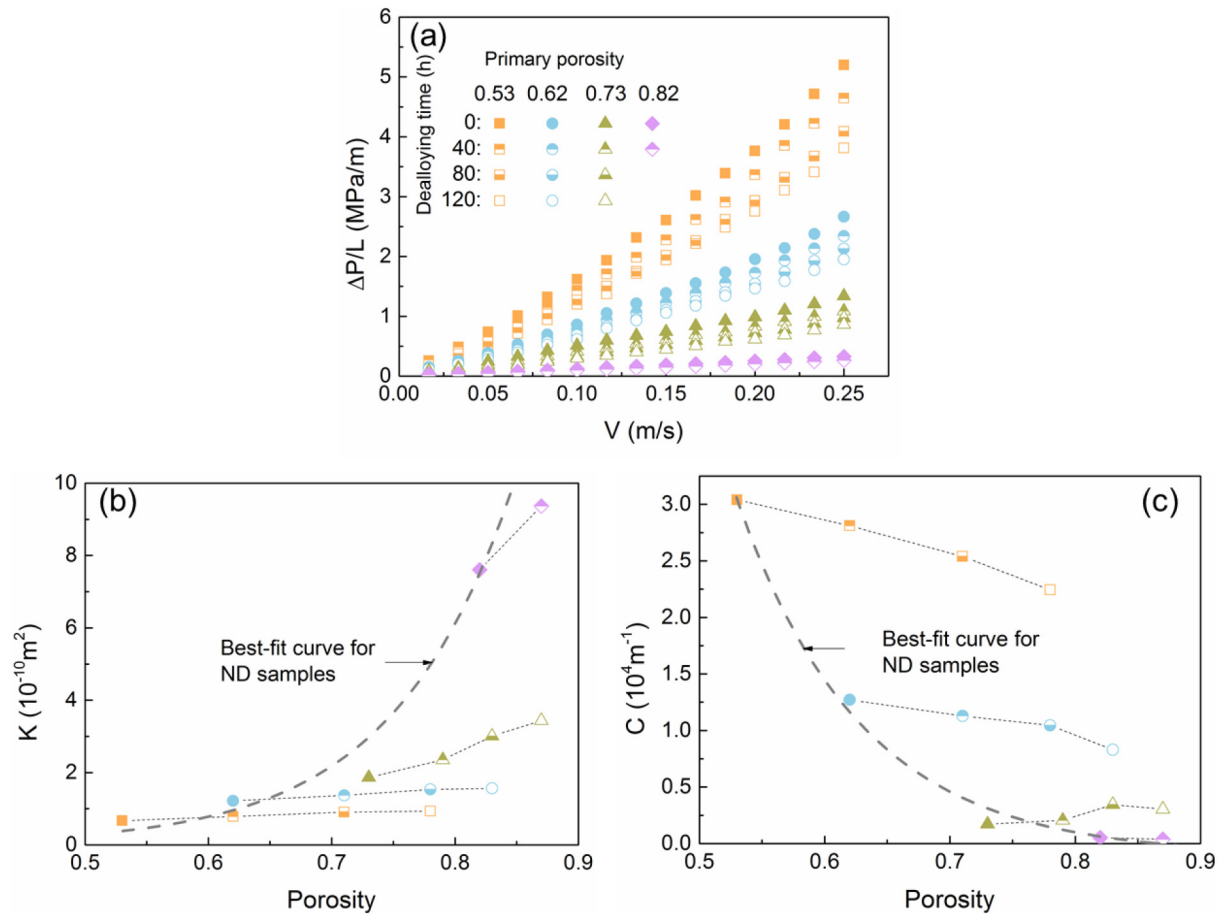 (a)
Primary porosity
0.53 0.62 0.73 0.82
Dealloying time (h)
0:
40:
80:
120:
6
5
4
3
2
1
0
ΔP/L (MPa/m)
0.00 0.05 0.10 0.15 0.20 0.25
V (m/s)
(b)
10
8
6
4
2
0
K (10⁻¹⁰m²)
Best-fit curve for
ND samples
0.5 0.6 0.7 0.8 0.9
Porosity
(c)
3.0
2.5
2.0
1.5
1.0
0.5
0.0
C (10⁴m⁻¹)
Best-fit curve for
ND samples
0.5 0.6 0.7 0.8 0.9
Porosity